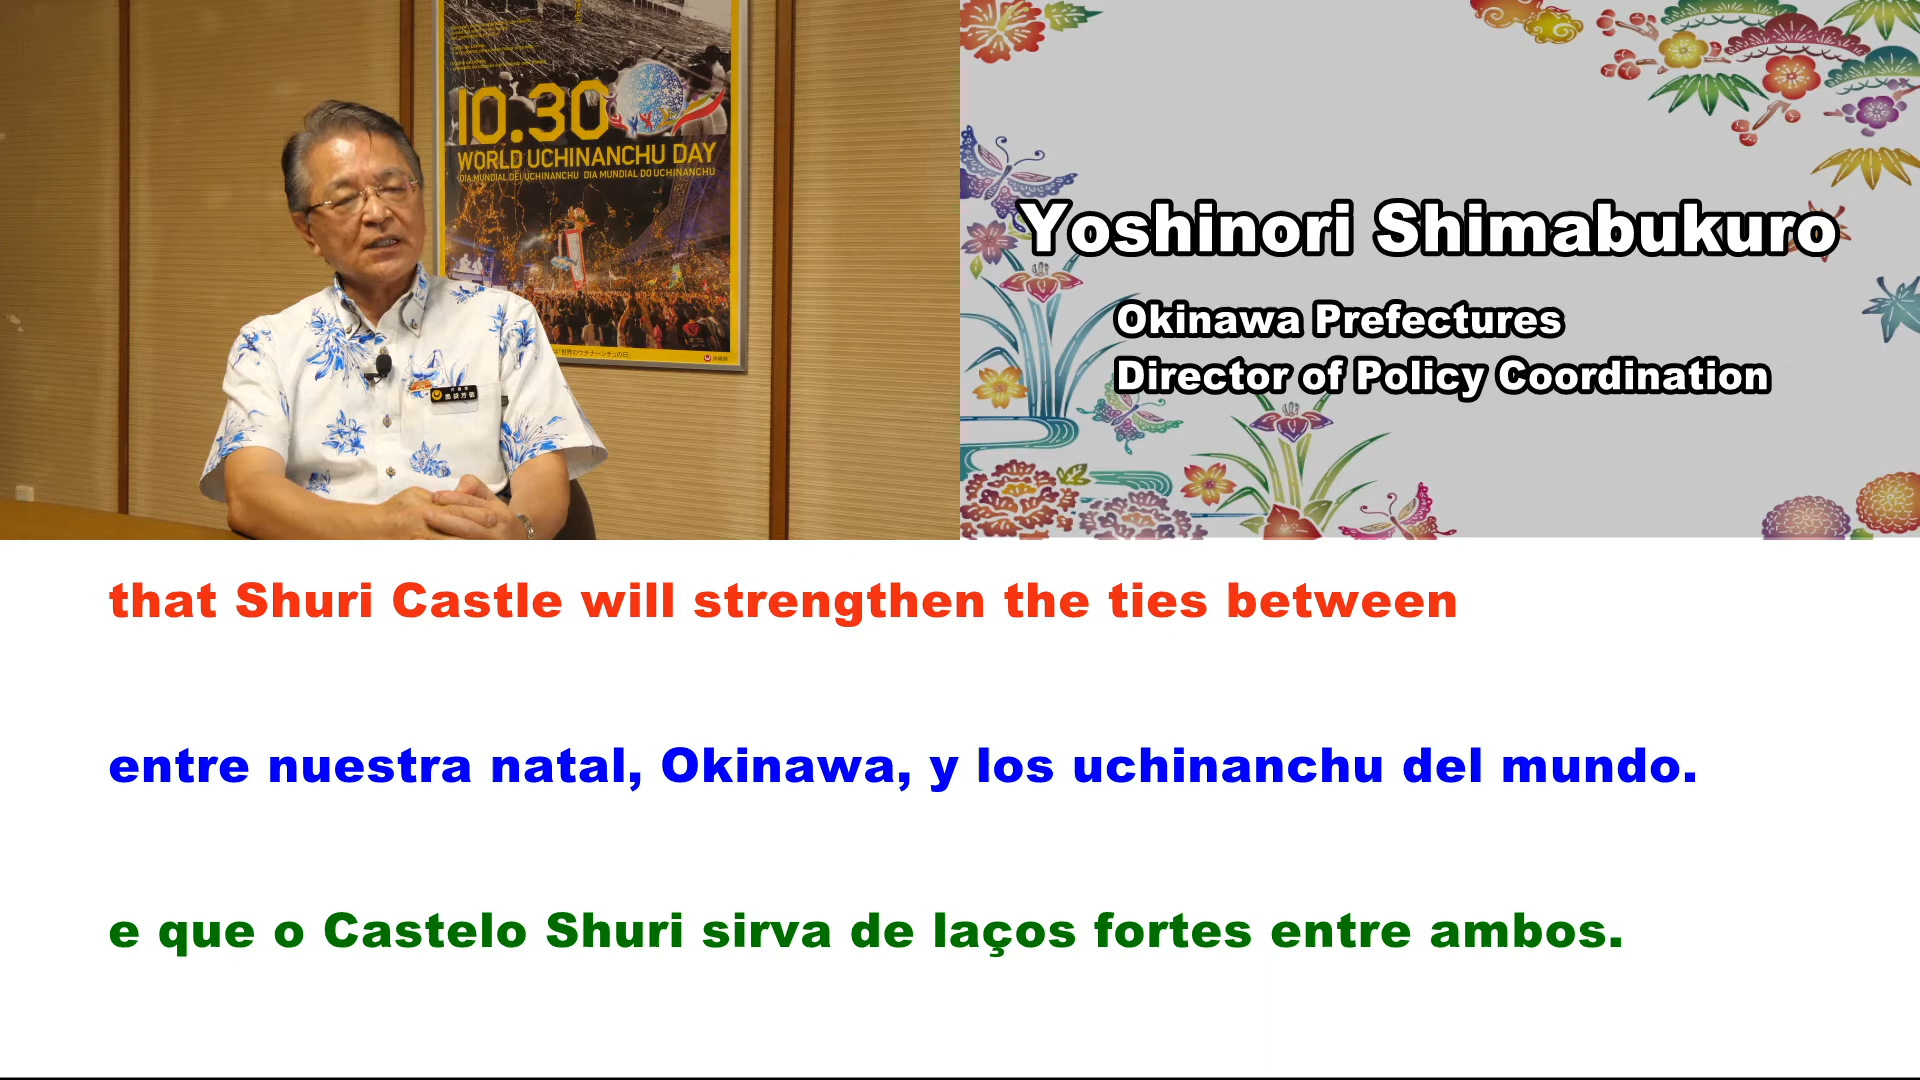 10.30
WORLD UCHINANCHU DAY
DIA MUNDIAL DEL UCHINANCHU DIA MUNDIAL DO UCHINANCHU
Yoshinori Shimabukuro
Okinawa Prefectures
Director of Policy Coordination
that Shuri Castle will strengthen the ties between
entre nuestra natal, Okinawa, y los uchinanchu del mundo.
e que o Castelo Shuri sirva de laços fortes entre ambos.